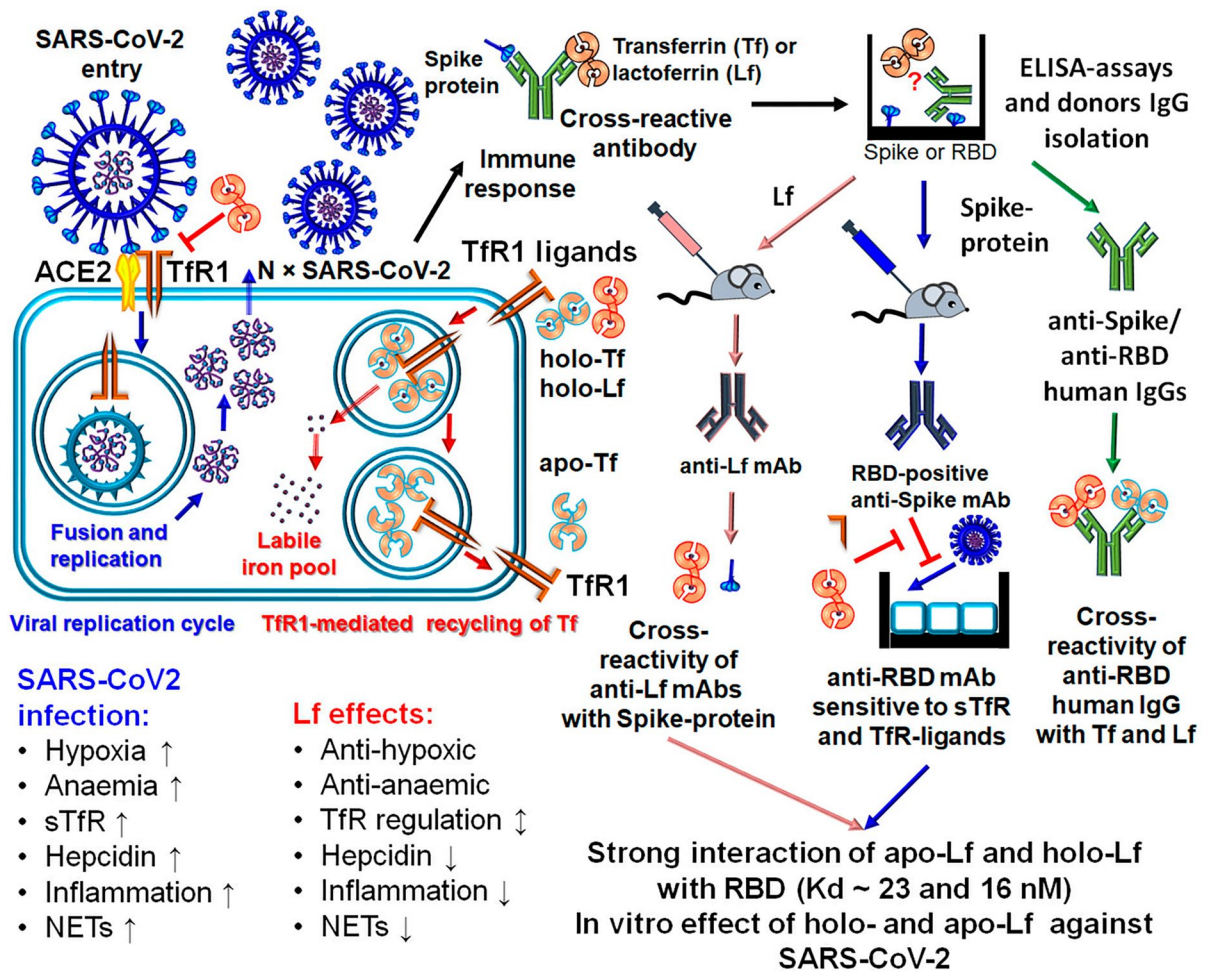 SARS-CoV-2
entry
Spike
protein
Transferrin (Tf) or
lactoferrin (Lf)
Cross-reactive
antibody
Immune
response
?
Spike or RBD
ELISA-assays
and donors IgG
isolation
ACE2
TfR1
N × SARS-CoV-2
TfR1 ligands
holo-Tf
holo-Lf
apo-Tf
TfR1
Fusion and
replication
Labile
iron pool
Viral replication cycle
TfR1-mediated recycling of Tf
Lf
Spike-
protein
anti-Lf mAb
RBD-positive
anti-Spike mAb
anti-Spike/
anti-RBD
human IgGs
Cross-
reactivity of
anti-Lf mAbs
with Spike-protein
anti-RBD mAb
sensitive to sTfR
and TfR-ligands
Cross-
reactivity of
anti-RBD
human IgG
with Tf and Lf
SARS-CoV2
infection:
• Hypoxia ↑
• Anaemia ↑
• sTfR ↑
• Hepcidin ↑
• Inflammation ↑
• NETs ↑
Lf effects:
• Anti-hypoxic
• Anti-anaemic
• TfR regulation ↕
• Hepcidin ↓
• Inflammation ↓
• NETs ↓
Strong interaction of apo-Lf and holo-Lf
with RBD (Kd ~ 23 and 16 nM)
In vitro effect of holo- and apo-Lf against
SARS-CoV-2